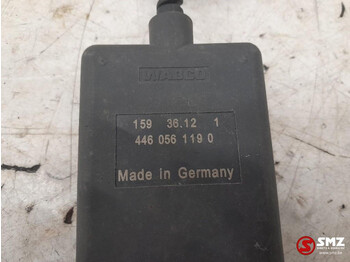 WABCO
159 36.12 1
446 056 119 0
Made In Germany
SMZ